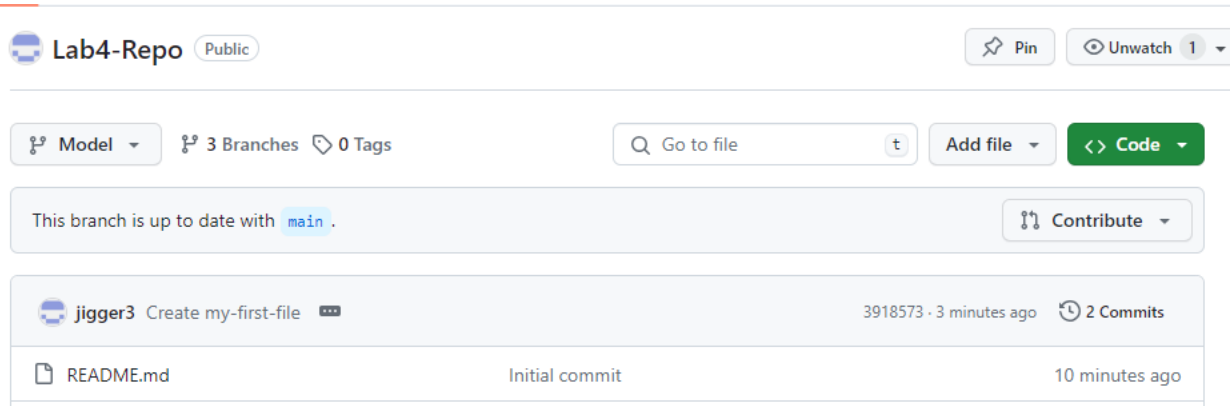 Lab4-Repo Public Pin Unwatch 1
Model 3 Branches 0 Tags Go to file t Add file Code
This branch is up to date with main . Contribute
jigger3 Create my-first-file 3918573 · 3 minutes ago 2 Commits
README.md Initial commit 10 minutes ago